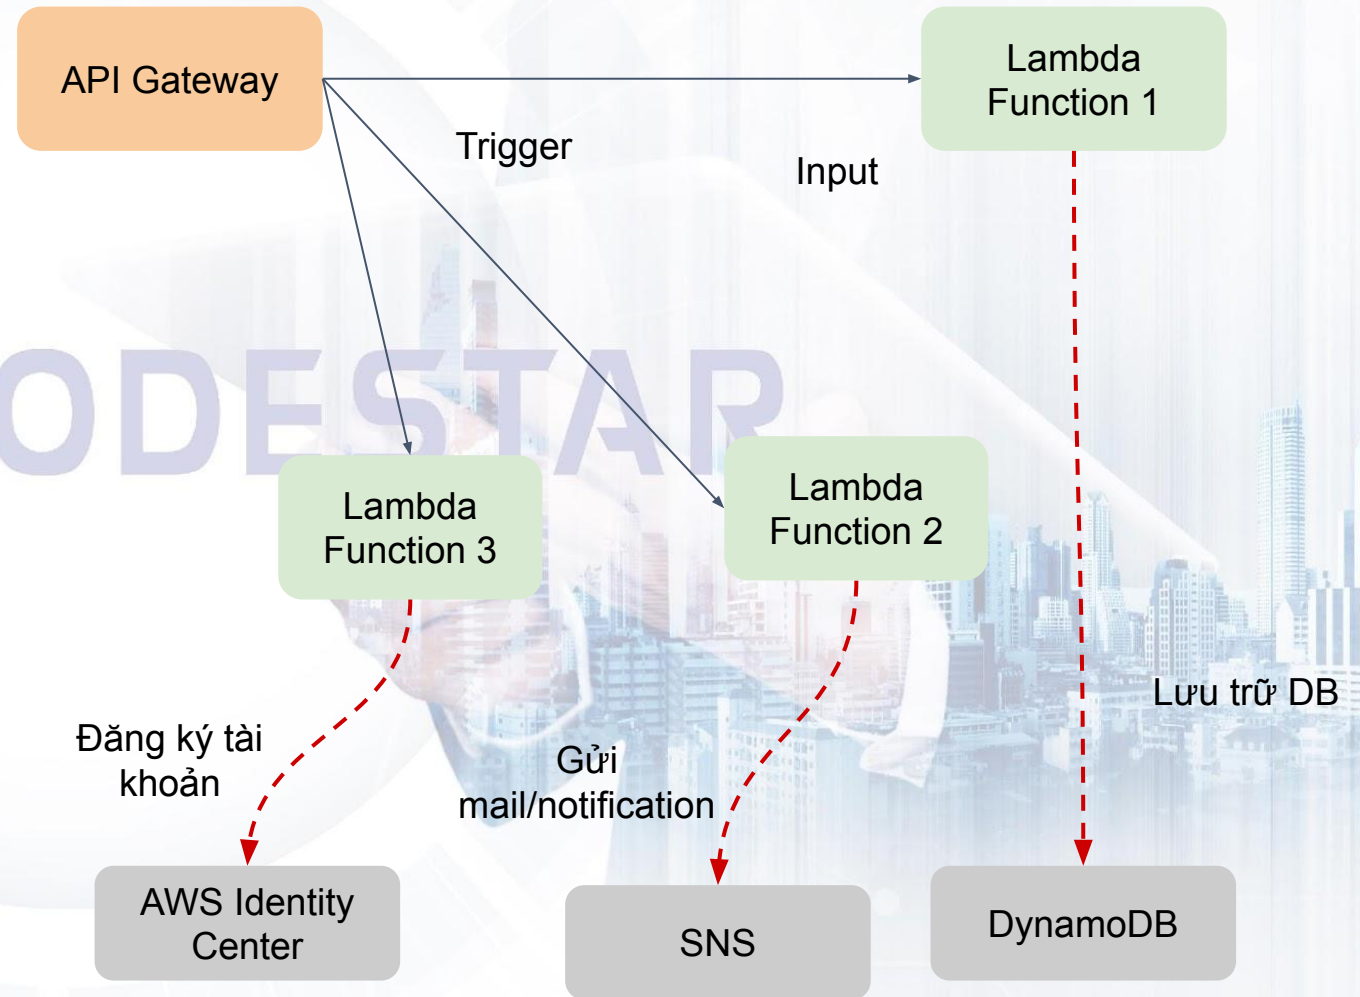 API Gateway
Lambda
Function 1
Trigger
Input
ODESTAR
Lambda
Function 3
Lambda
Function 2
Đăng ký tài
khoản
Gửi
mail/notification
Lưu trữ DB
AWS Identity
Center
SNS
DynamoDB